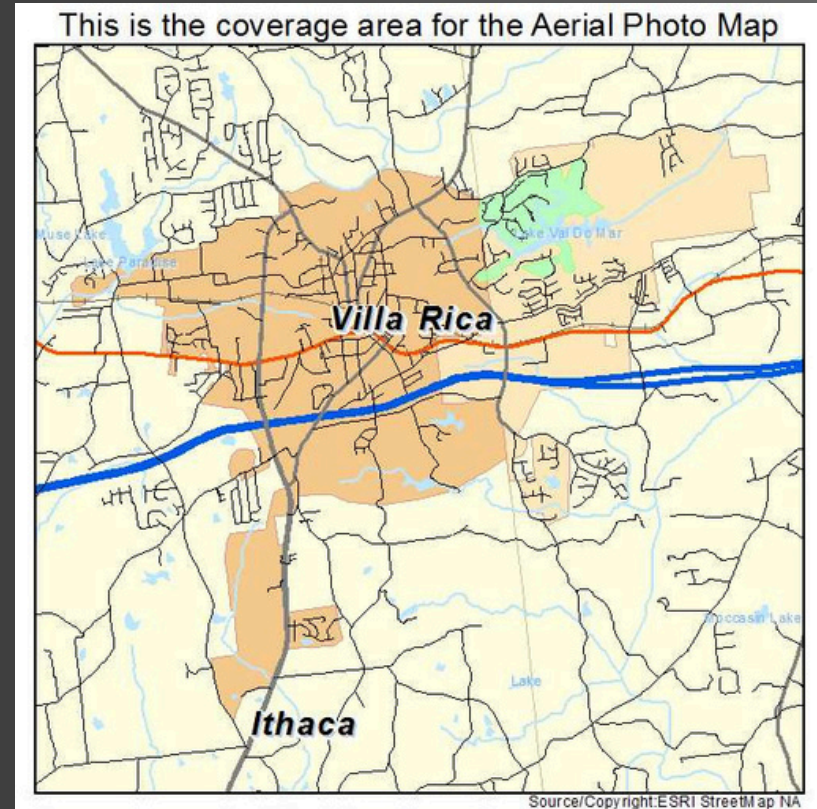 This is the coverage area for the Aerial Photo Map
Muse Lake
Lake Val Do Mar
Lake Paradise
Villa Rica
Moccasin Lake
Lake
Ithaca
Source/Copyright:ESRI StreetMap NA